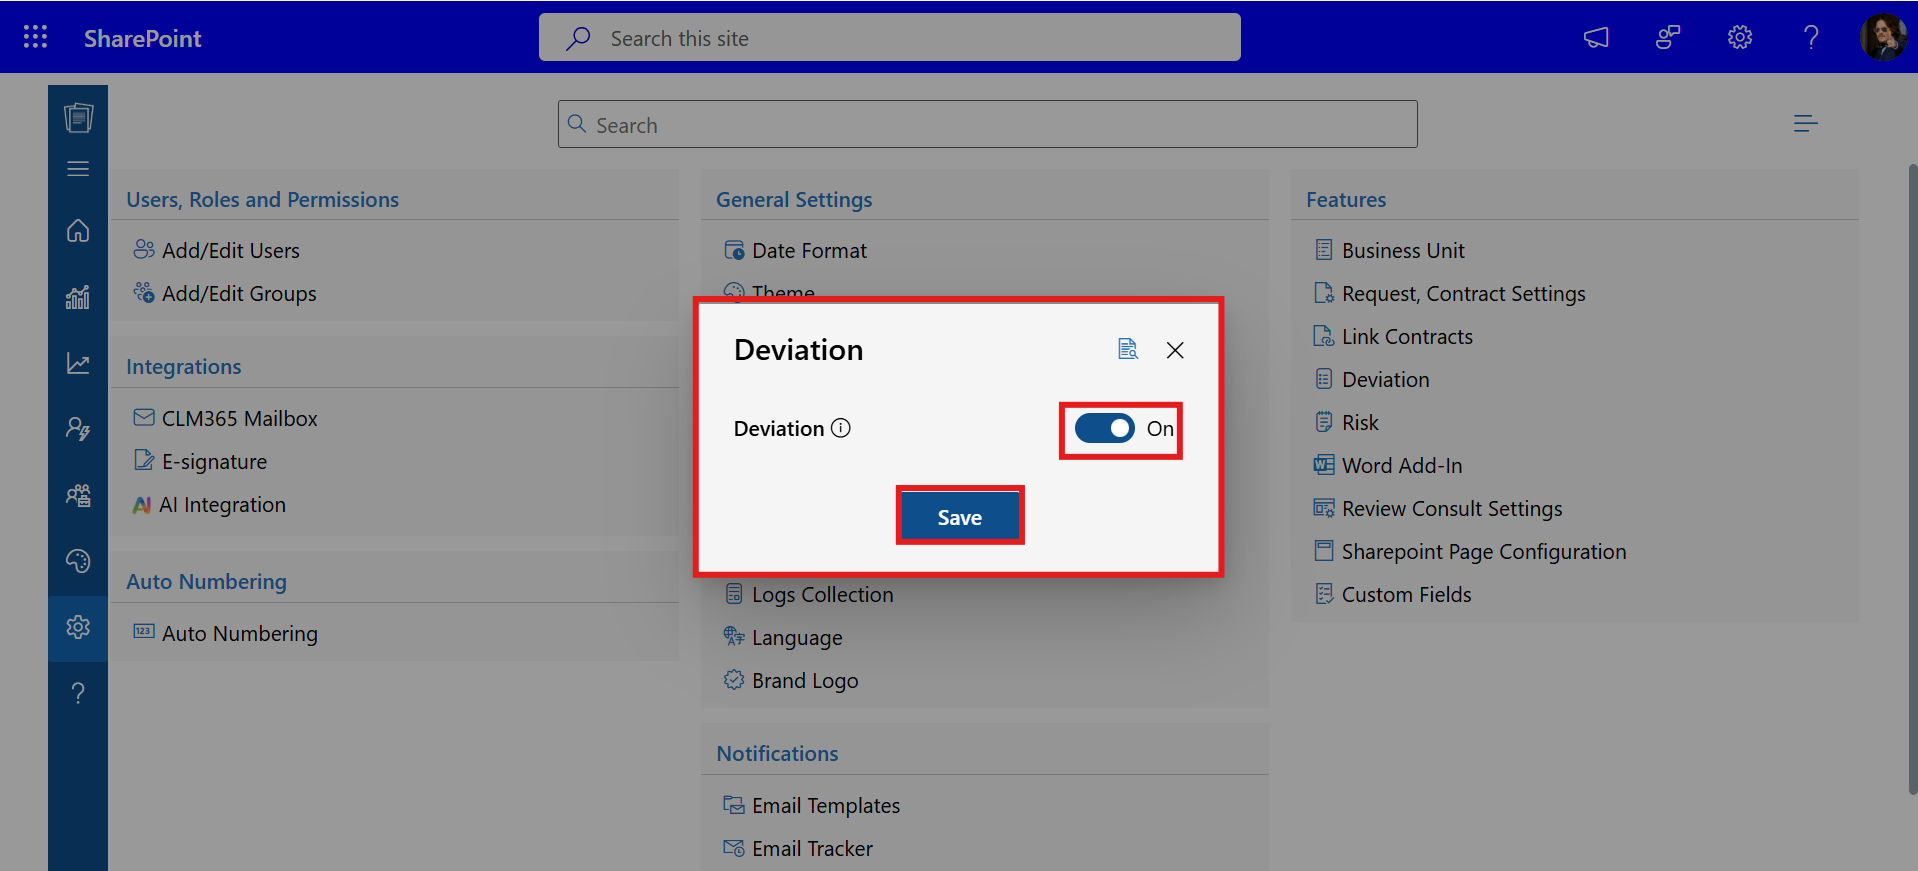 SharePoint
Search this site
Search
Users, Roles and Permissions
Add/Edit Users
Add/Edit Groups
Integrations
CLM365 Mailbox
E-signature
AI Integration
Auto Numbering
123 Auto Numbering
General Settings
Date Format
Theme
Deviation
Deviation
On
Save
Logs Collection
Language
Brand Logo
Notifications
Email Templates
Email Tracker
Features
Business Unit
Request, Contract Settings
Link Contracts
Deviation
Risk
Word Add-In
Review Consult Settings
Sharepoint Page Configuration
Custom Fields